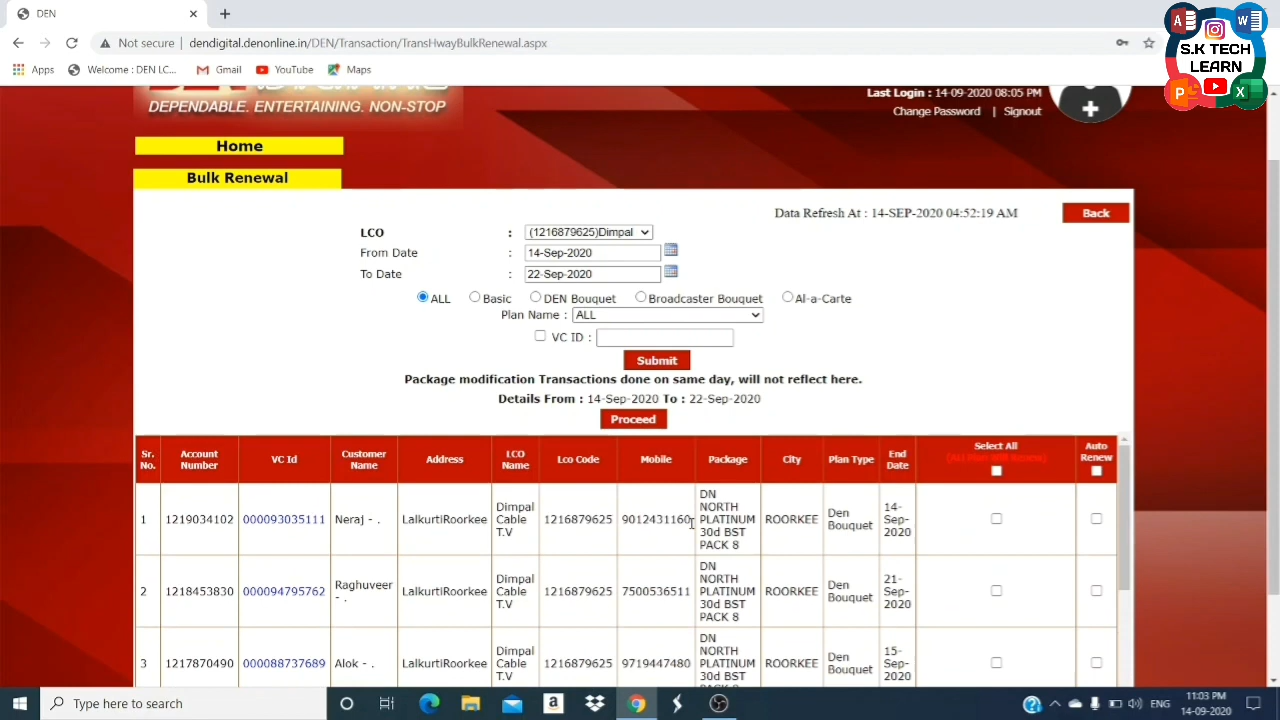 DEN
Not secure | dendigital.denonline.in/DEN/Transaction/TransHwayBulkRenewal.aspx
Apps Welcome : DEN LC... Gmail YouTube Maps
S.K TECH
LEARN
DEPENDABLE. ENTERTAINING. NON-STOP
Last Login : 14-09-2020 08:05 PM
Change Password | Signout
Home
Bulk Renewal
Data Refresh At : 14-SEP-2020 04:52:19 AM
Back
LCO : (1216879625)Dimpal
From Date : 14-Sep-2020
To Date : 22-Sep-2020
ALL Basic DEN Bouquet Broadcaster Bouquet Al-a-Carte
Plan Name : ALL
VC ID :
Submit
Package modification Transactions done on same day, will not reflect here.
Details From : 14-Sep-2020 To : 22-Sep-2020
Proceed
Sr. No. Account Number VC Id Customer Name Address LCO Name Lco Code Mobile Package City Plan Type End Date Select All (All Plan Will Renew) Auto Renew
1 1219034102 000093035111 Neraj - . LalkurtiRoorkee Dimpal Cable T.V 1216879625 9012431160 DN NORTH PLATINUM 30d BST PACK 8 ROORKEE Den Bouquet 14-Sep-2020
2 1218453830 000094795762 Raghuveer - . LalkurtiRoorkee Dimpal Cable T.V 1216879625 7500536511 DN NORTH PLATINUM 30d BST PACK 8 ROORKEE Den Bouquet 21-Sep-2020
3 1217870490 000088737689 Alok - . LalkurtiRoorkee Dimpal Cable T.V 1216879625 9719447480 DN NORTH PLATINUM 30d BST PACK 8 ROORKEE Den Bouquet 15-Sep-2020
Type here to search
ENG
11:03 PM
14-09-2020